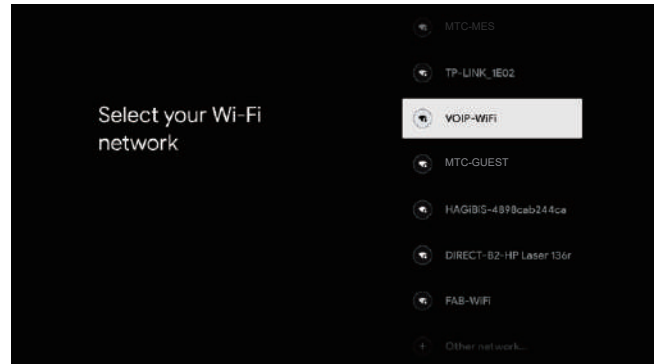 Select your Wi-Fi
network
MTC-MES
TP-LINK_1E02
VOIP-WiFi
MTC-GUEST
HAGiBiS-4898cab244ca
DIRECT-B2-HP Laser 136r
FAB-WiFi
Other network...